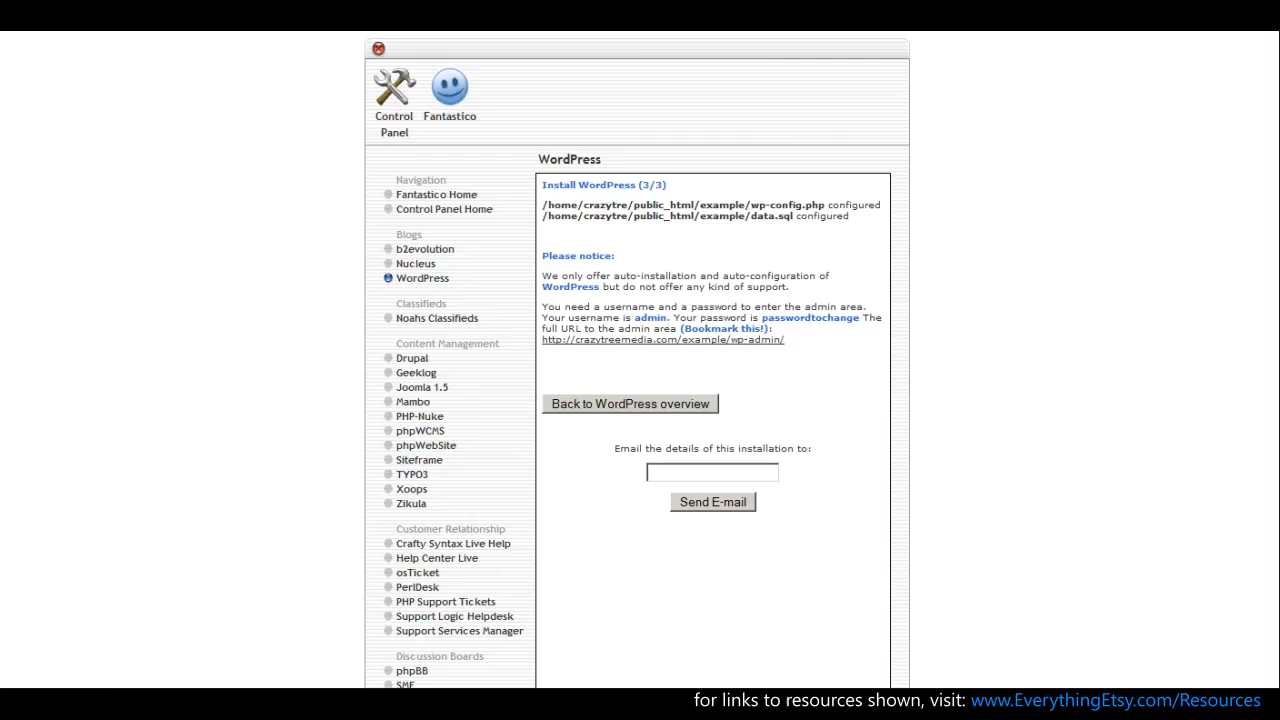 Control
Panel
Fantastico
WordPress
Navigation
Fantastico Home
Control Panel Home
Blogs
b2evolution
Nucleus
WordPress
Classifieds
Noahs Classifieds
Content Management
Drupal
Geeklog
Joomla 1.5
Mambo
PHP-Nuke
phpWCMS
phpWebSite
Siteframe
TYPO3
Xoops
Zikula
Customer Relationship
Crafty Syntax Live Help
Help Center Live
osTicket
PerlDesk
PHP Support Tickets
Support Logic Helpdesk
Support Services Manager
Discussion Boards
phpBB
SMF
Install WordPress (3/3)
/home/crazytre/public_html/example/wp-config.php configured
/home/crazytre/public_html/example/data.sql configured
Please notice:
We only offer auto-installation and auto-configuration of
WordPress but do not offer any kind of support.
You need a username and a password to enter the admin area.
Your username is admin. Your password is passwordtochange The
full URL to the admin area (Bookmark this!):
http://crazytreemedia.com/example/wp-admin/
Back to WordPress overview
Email the details of this installation to:
Send E-mail
for links to resources shown, visit: www.EverythingEtsy.com/Resources